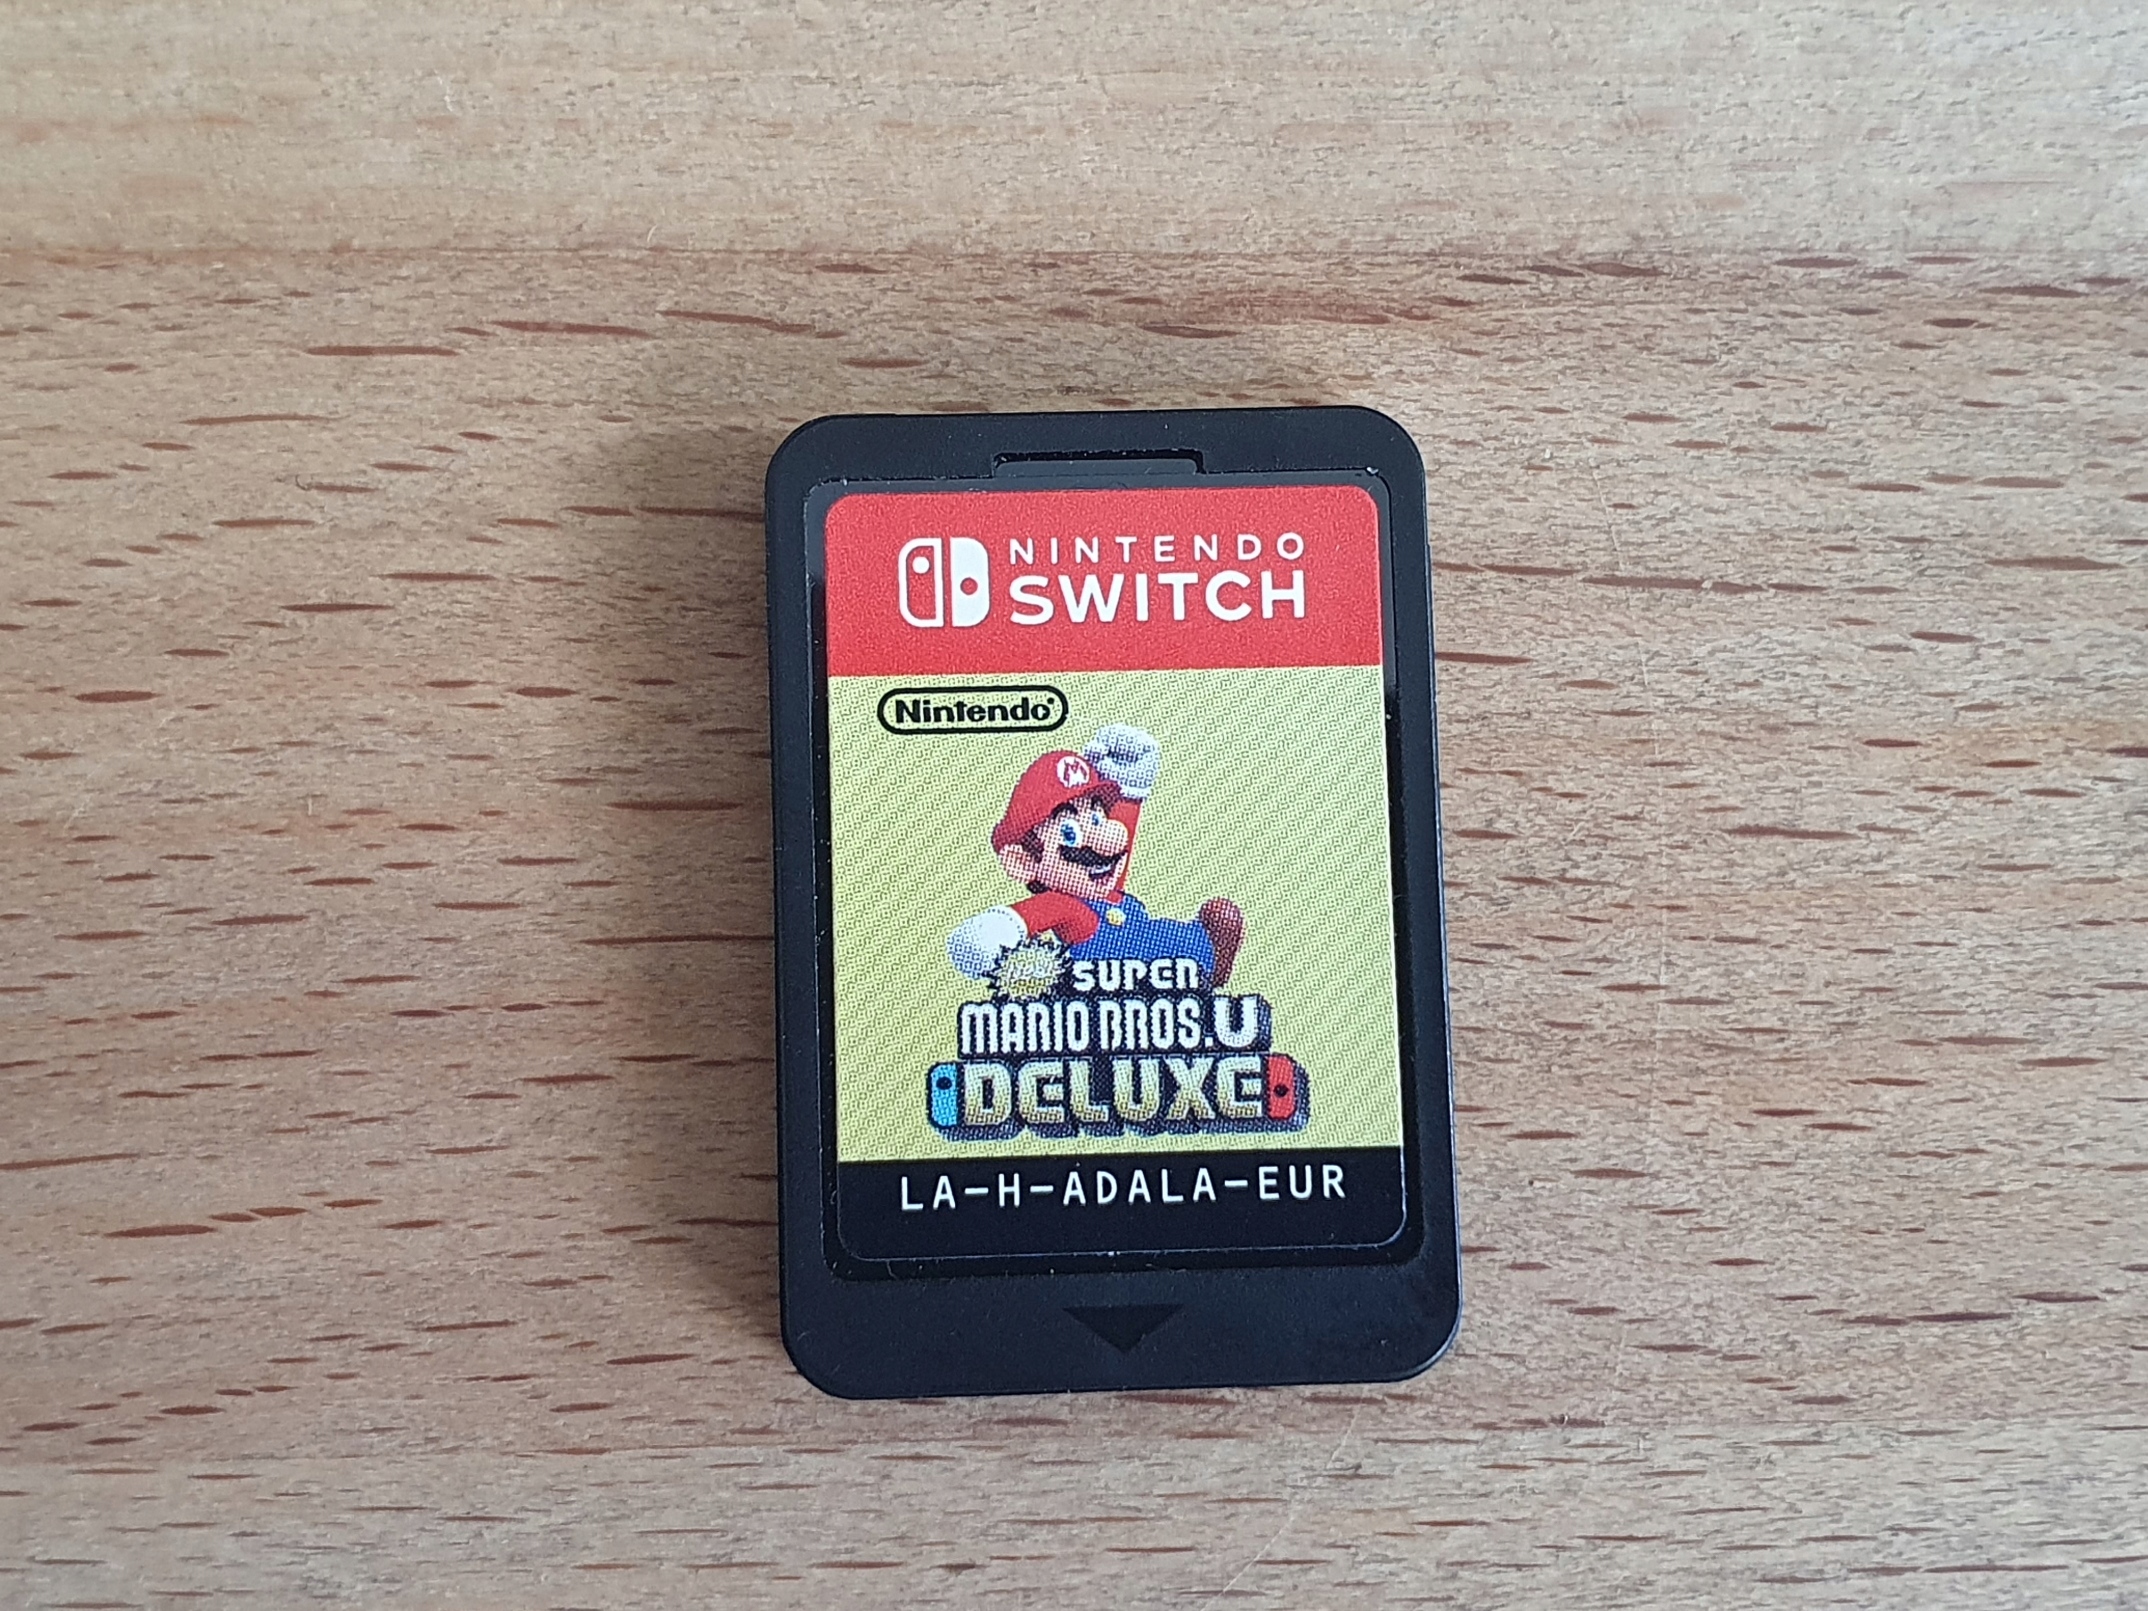 NINTENDO
SWITCH
Nintendo
New SUPER
MARIO BROS. U
DELUXE
LA-H-ADALA-EUR